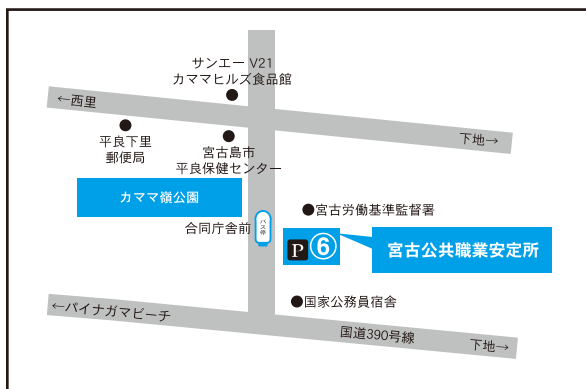 サンエー V21
カママヒルズ食品館
←西里
下地→
平良下里
郵便局
宮古島市
平良保健センター
カママ嶺公園
宮古労働基準監督署
合同庁舎前
バス停
P
⑥
宮古公共職業安定所
国家公務員宿舎
←パイナガマビーチ
国道390号線
下地→